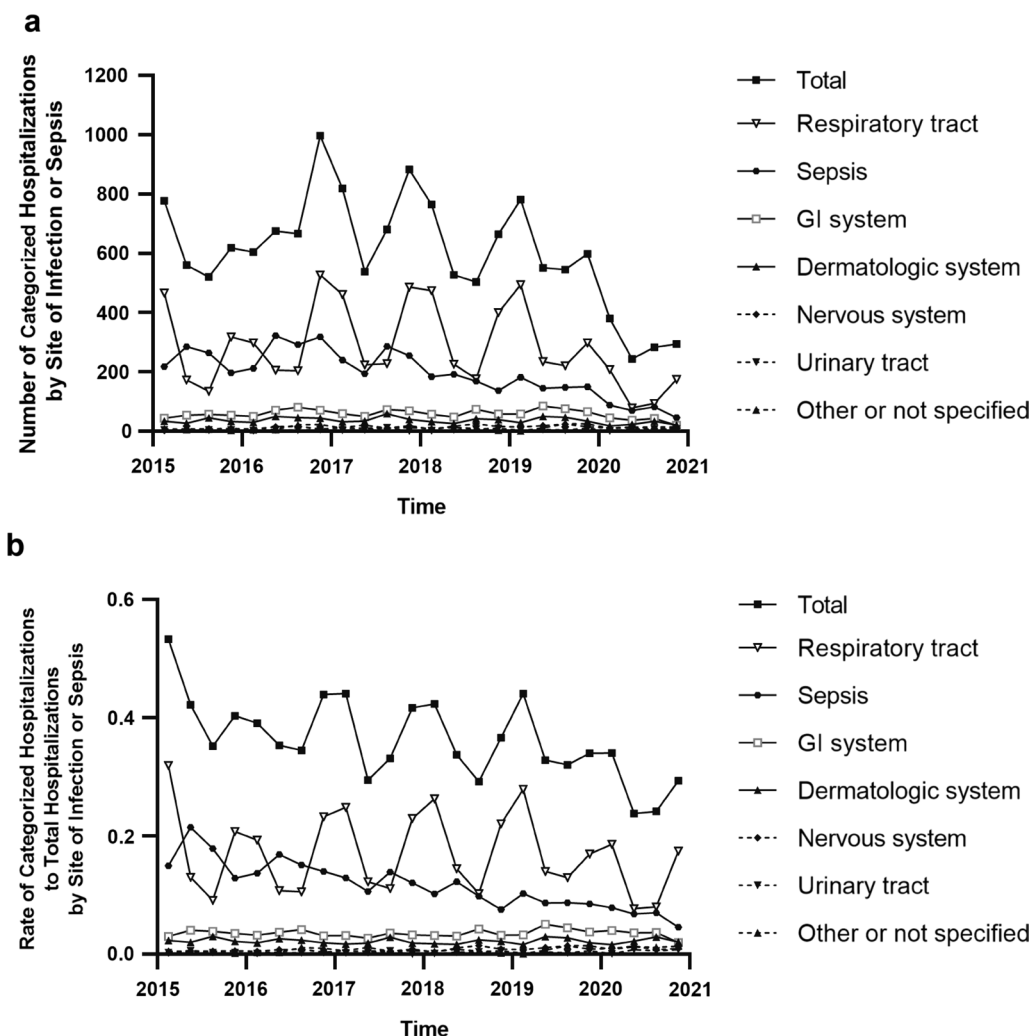 a
Number of Categorized Hospitalizations
by Site of Infection or Sepsis
1200
1000
800
600
400
200
0
2015
2016
2017
2018
2019
2020
2021
Time
Total
Respiratory tract
Sepsis
GI system
Dermatologic system
Nervous system
Urinary tract
Other or not specified
b
Rate of Categorized Hospitalizations
to Total Hospitalizations
by Site of Infection or Sepsis
0.6
0.4
0.2
0.0
2015
2016
2017
2018
2019
2020
2021
Time
Total
Respiratory tract
Sepsis
GI system
Dermatologic system
Nervous system
Urinary tract
Other or not specified